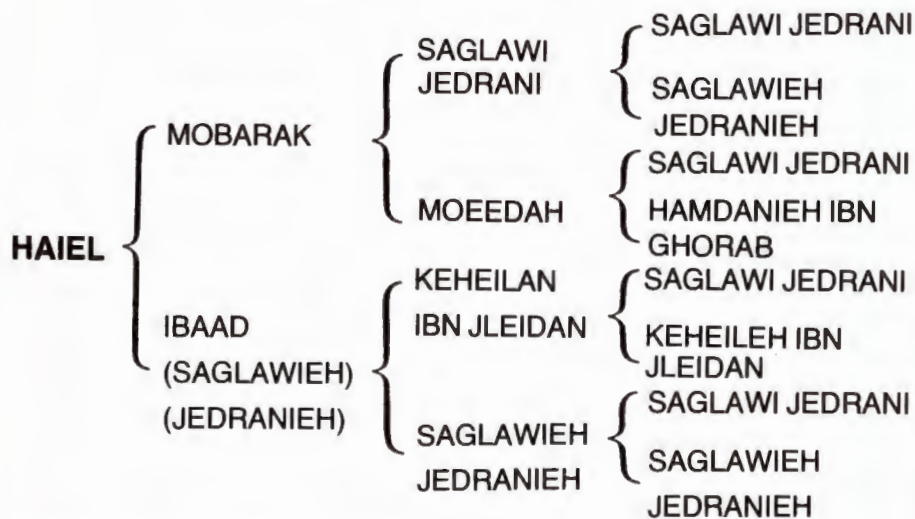 HAIEL
MOBARAK
IBAAD
(SAGLAWIEH)
(JEDRANIEH)
SAGLAWI
JEDRANI
MOEEDAH
KEHEILAN
IBN JLEIDAN
SAGLAWIEH
JEDRANIEH
SAGLAWI JEDRANI
SAGLAWIEH
JEDRANIEH
SAGLAWI JEDRANI
HAMDANIEH IBN
GHORAB
SAGLAWI JEDRANI
KEHEILEH IBN
JLEIDAN
SAGLAWI JEDRANI
SAGLAWIEH
JEDRANIEH